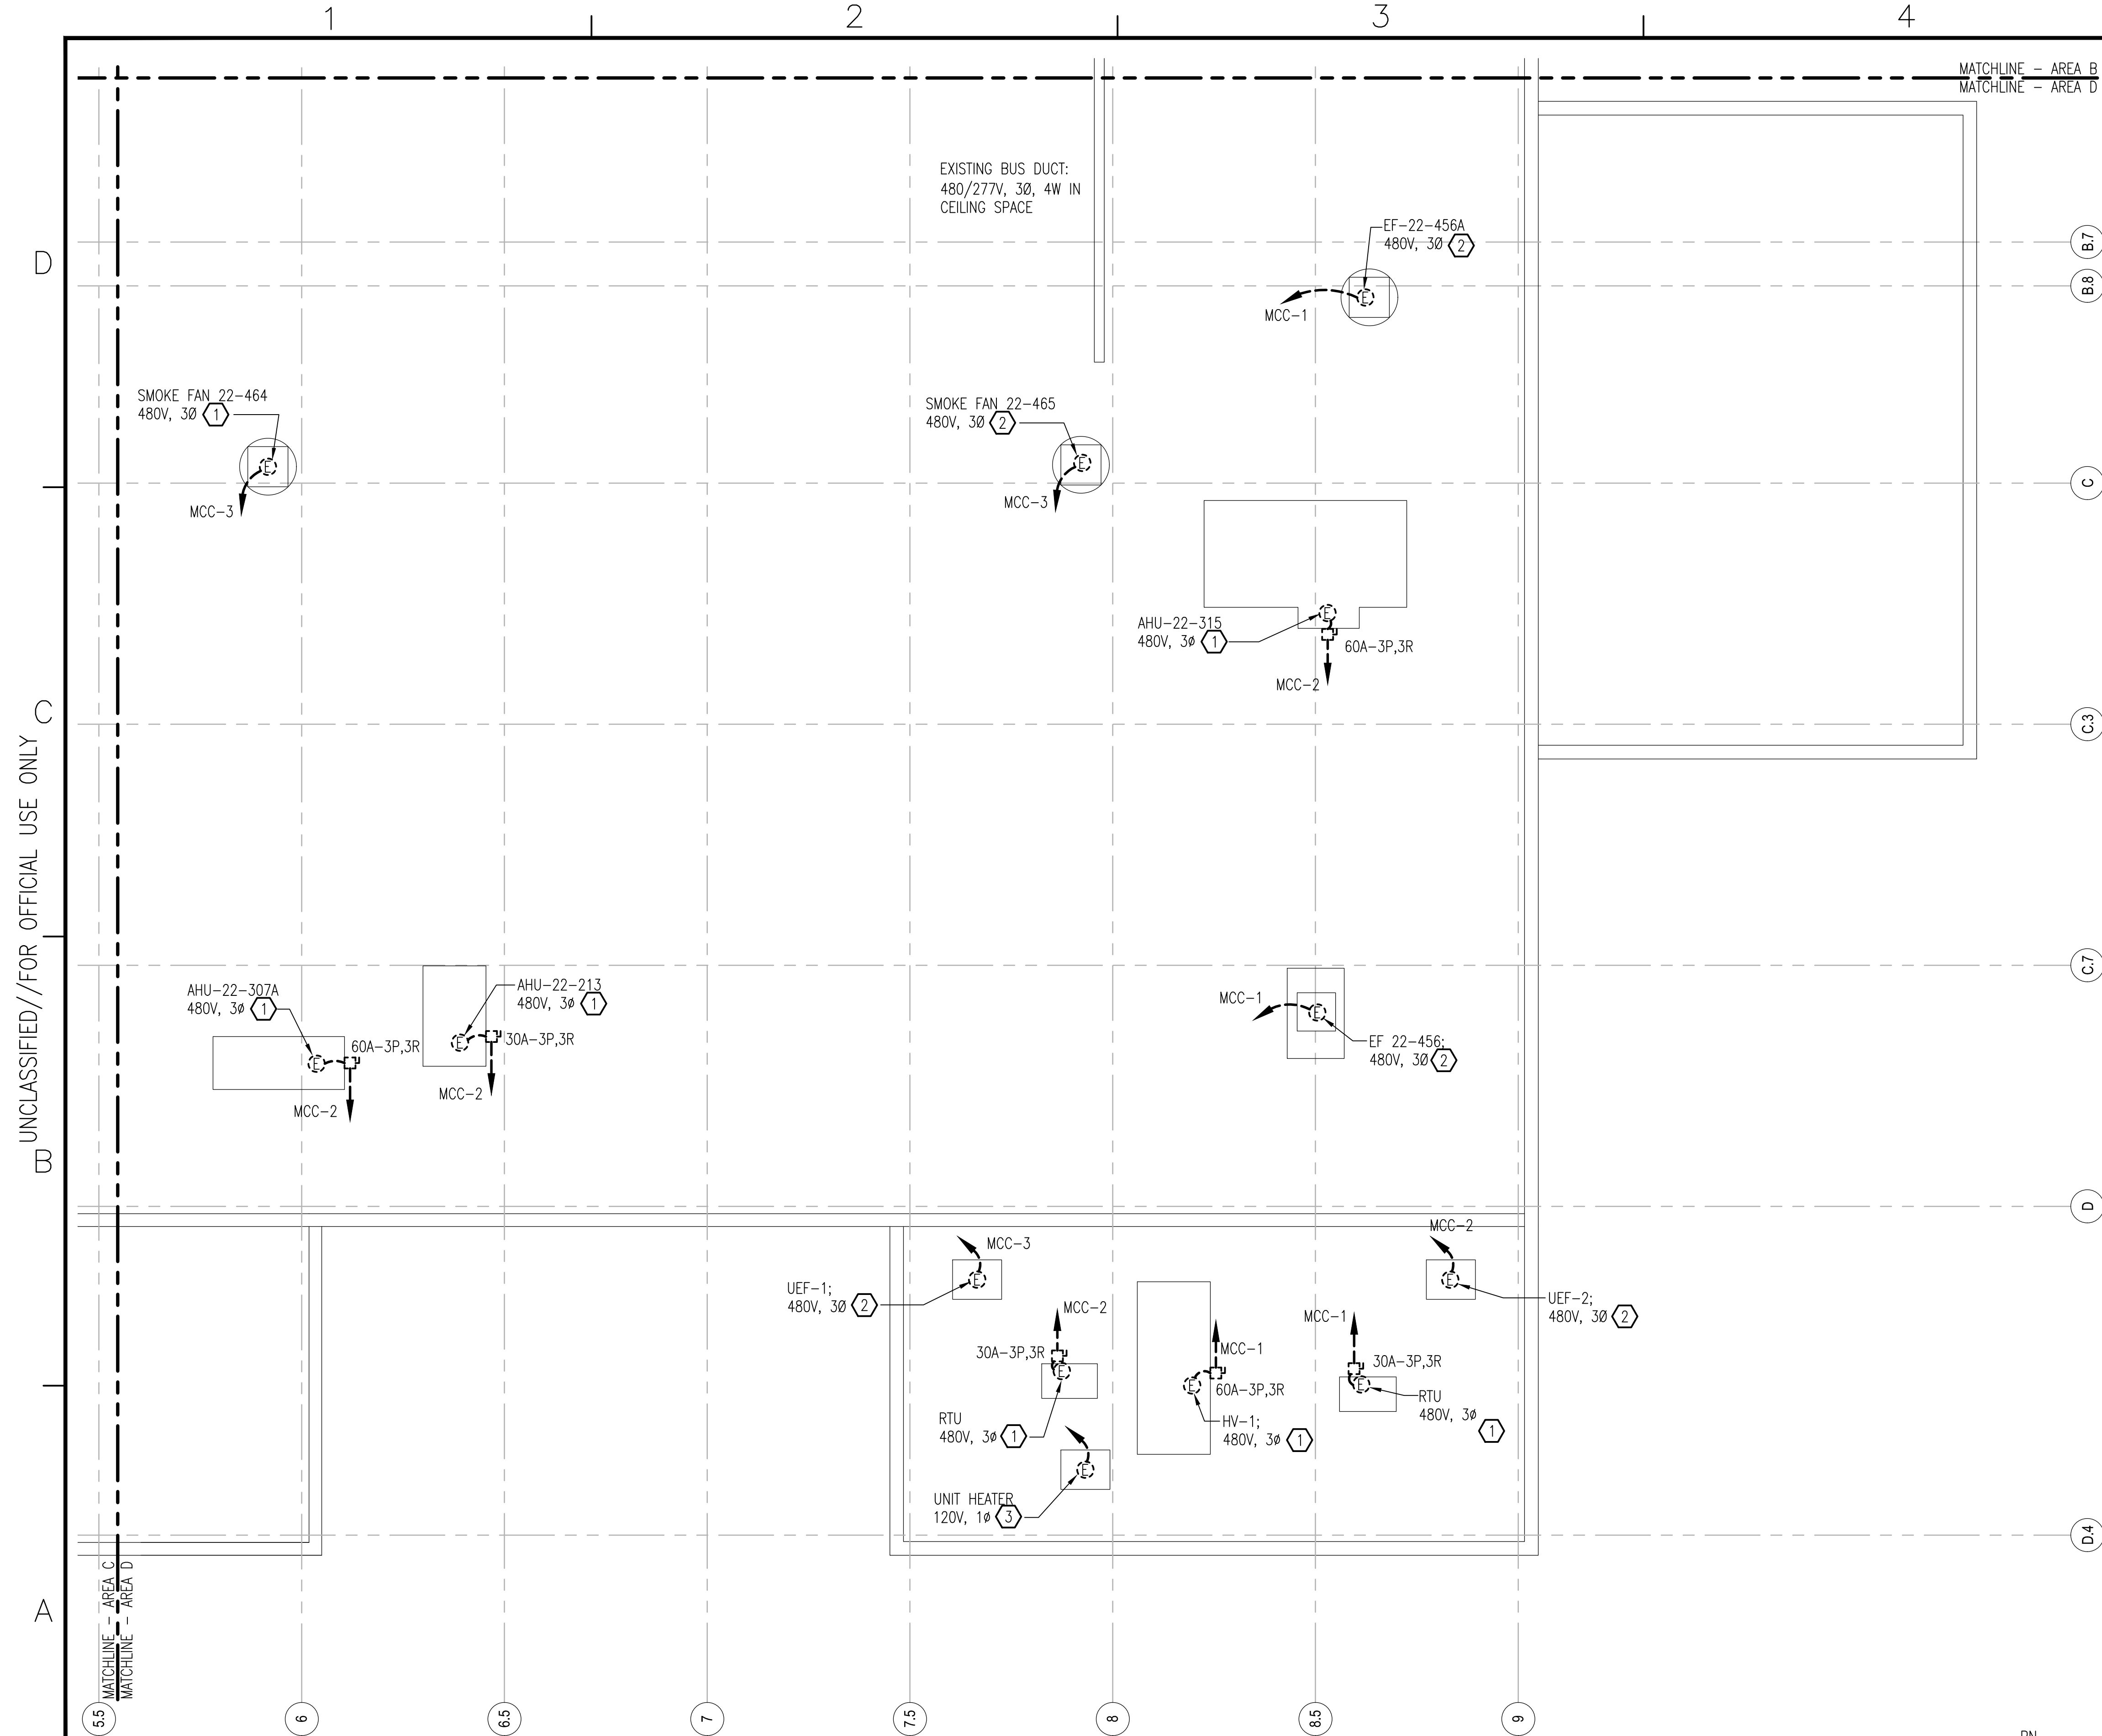 1
2
3
4
MATCHLINE - AREA B
MATCHLINE - AREA D
EXISTING BUS DUCT:
480/277V, 3Ø, 4W IN
CEILING SPACE
D
EF-22-456A
480V, 3Ø 2
B.7
B.8
E
MCC-1
SMOKE FAN 22-464
480V, 3Ø 1
E
MCC-3
SMOKE FAN 22-465
480V, 3Ø 2
E
MCC-3
C
AHU-22-315
480V, 3ø 1
E
60A-3P,3R
MCC-2
C
C.3
UNCLASSIFIED//FOR OFFICIAL USE ONLY
C.7
AHU-22-307A
480V, 3ø 1
E
60A-3P,3R
MCC-2
AHU-22-213
480V, 3ø 1
E
30A-3P,3R
MCC-2
MCC-1
E
EF 22-456;
480V, 3Ø 2
B
D
MCC-3
E
UEF-1;
480V, 3Ø 2
MCC-2
E
UEF-2;
480V, 3Ø 2
MCC-2
30A-3P,3R
E
RTU
480V, 3ø 1
MCC-1
60A-3P,3R
E
HV-1;
480V, 3ø 1
MCC-1
30A-3P,3R
E
RTU
480V, 3ø 1
E
UNIT HEATER
120V, 1ø 3
D.4
A
MATCHLINE - AREA C
MATCHLINE - AREA D
5.5
6
6.5
7
7.5
8
8.5
9